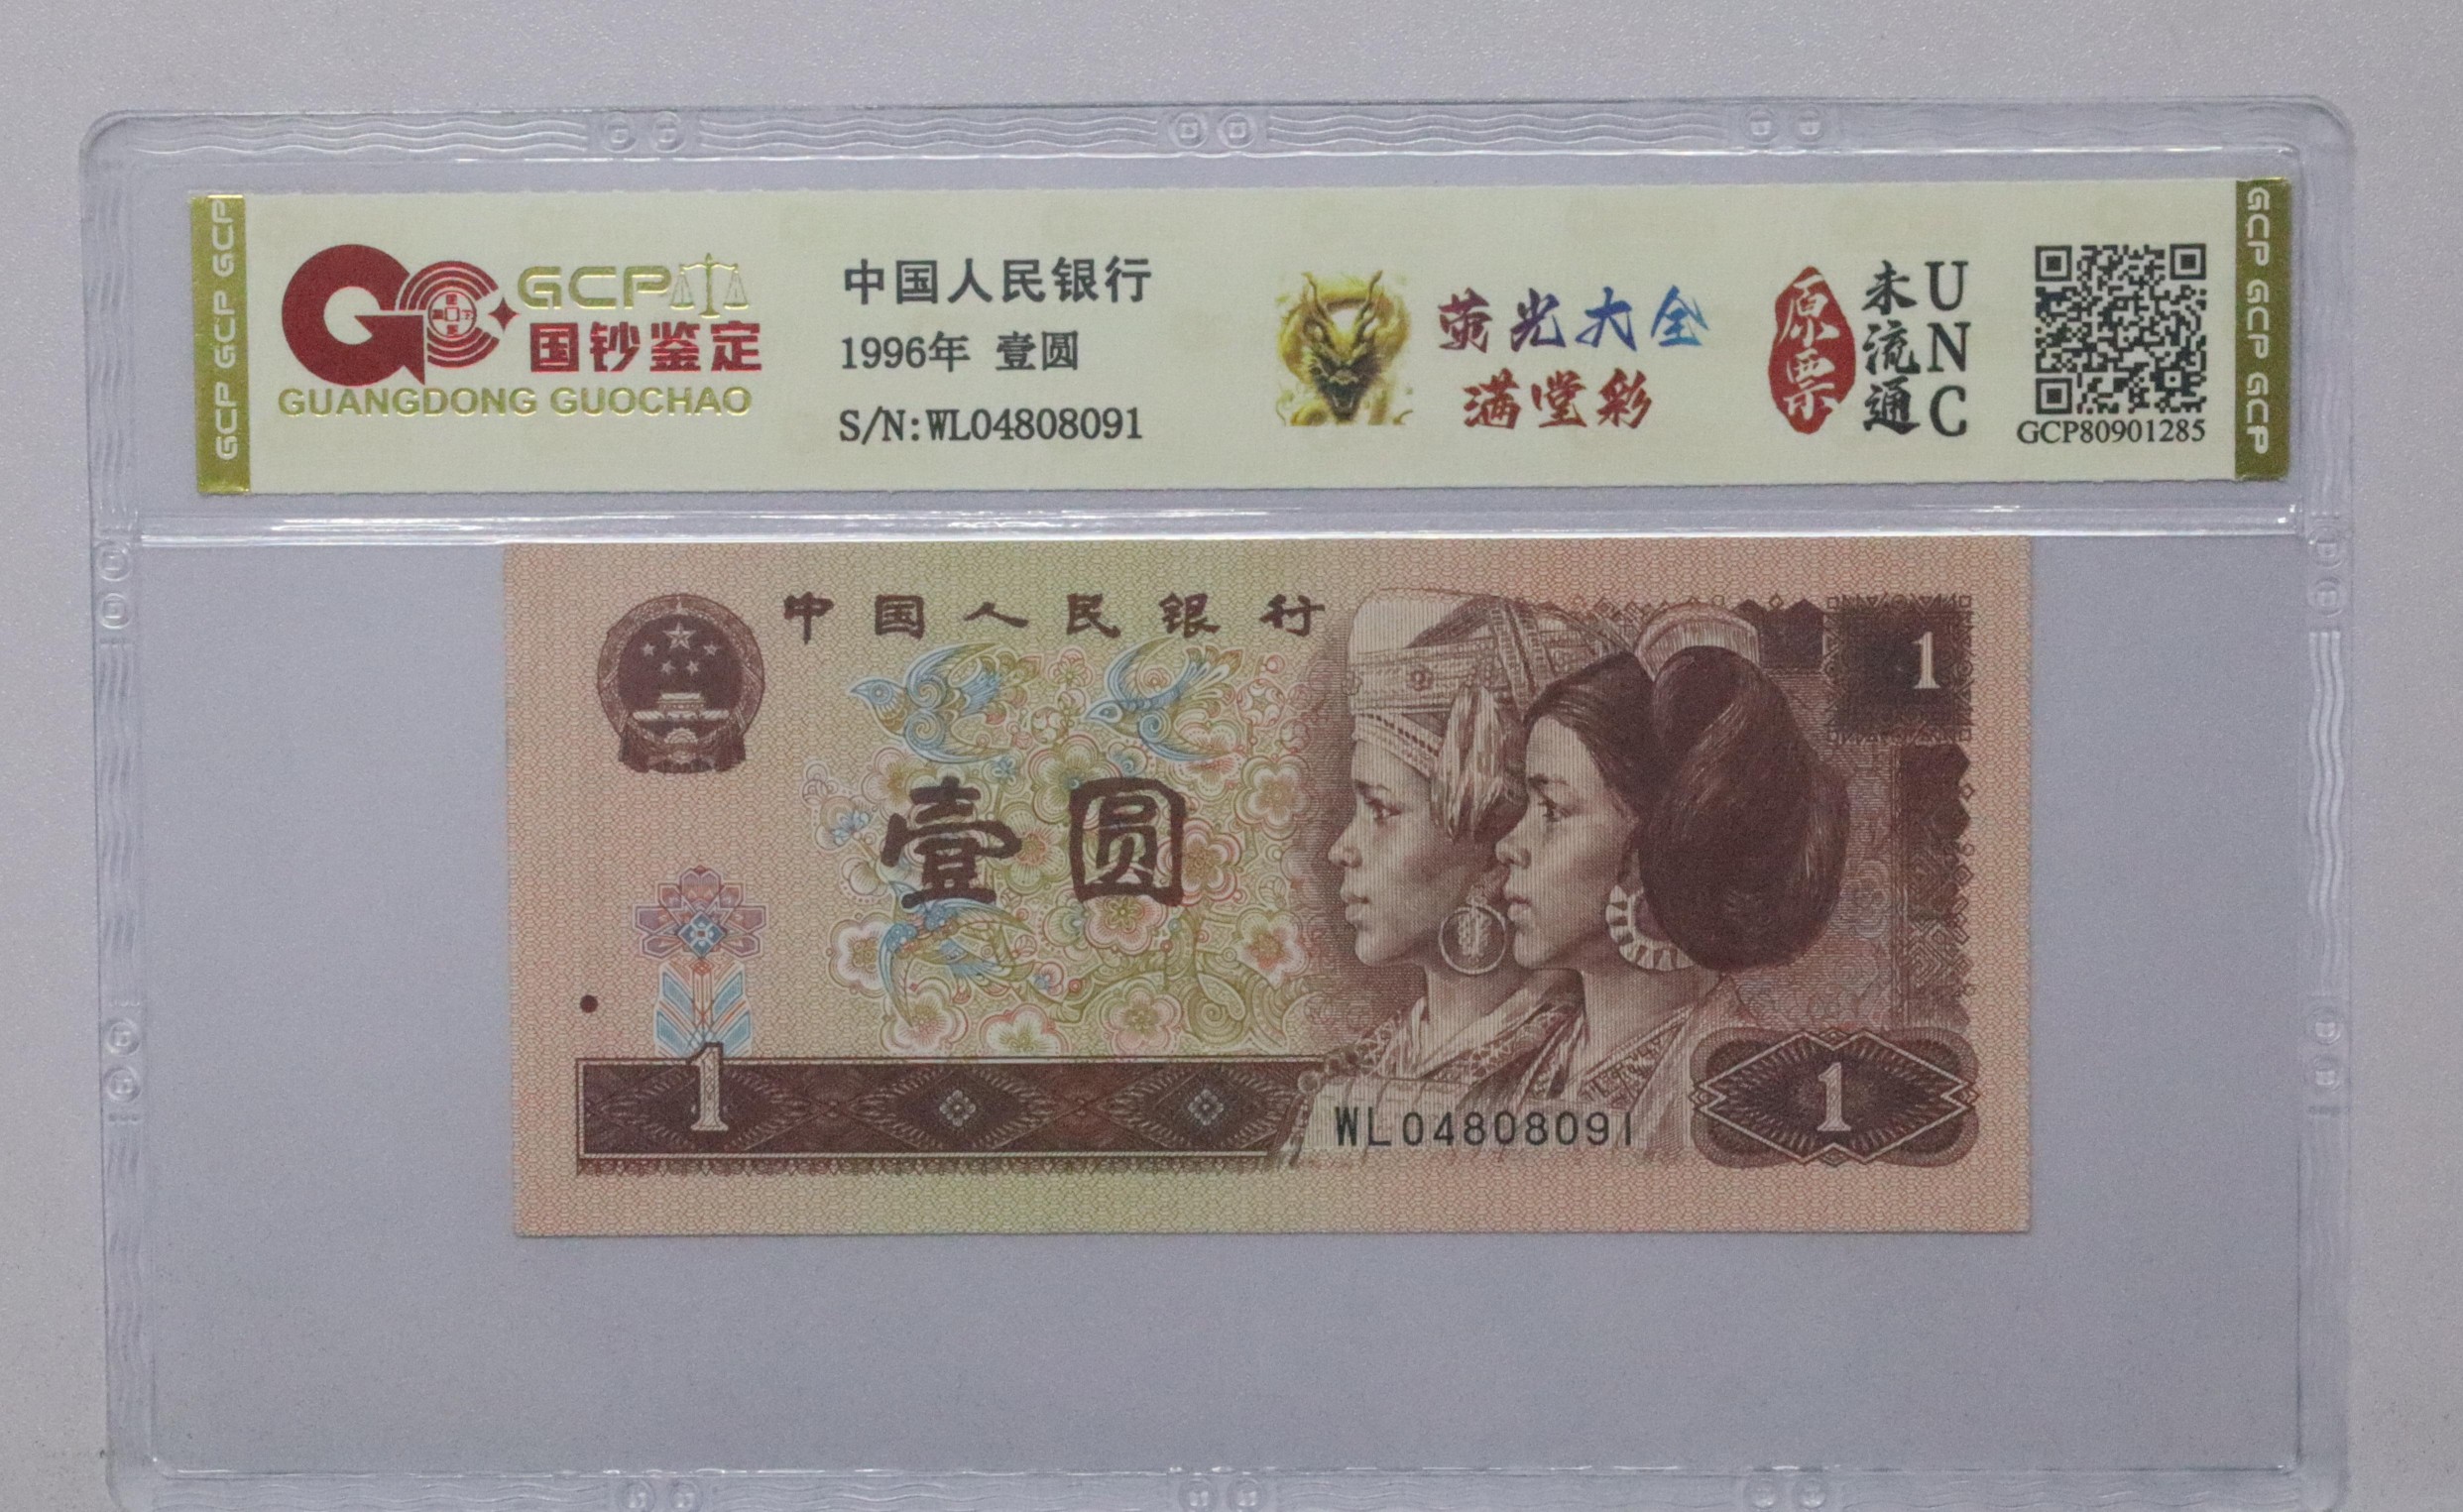 GCP GCP GCP
GCP
国钞鉴定
GUANGDONG GUOCHAO
中国人民银行
1996年 壹圆
S/N:WL04808091
荧光大全
满堂彩
原票
未流通
UNC
GCP80901285
GCP GCP GCP
中国人民银行
1
壹圆
1
WL04808091
1